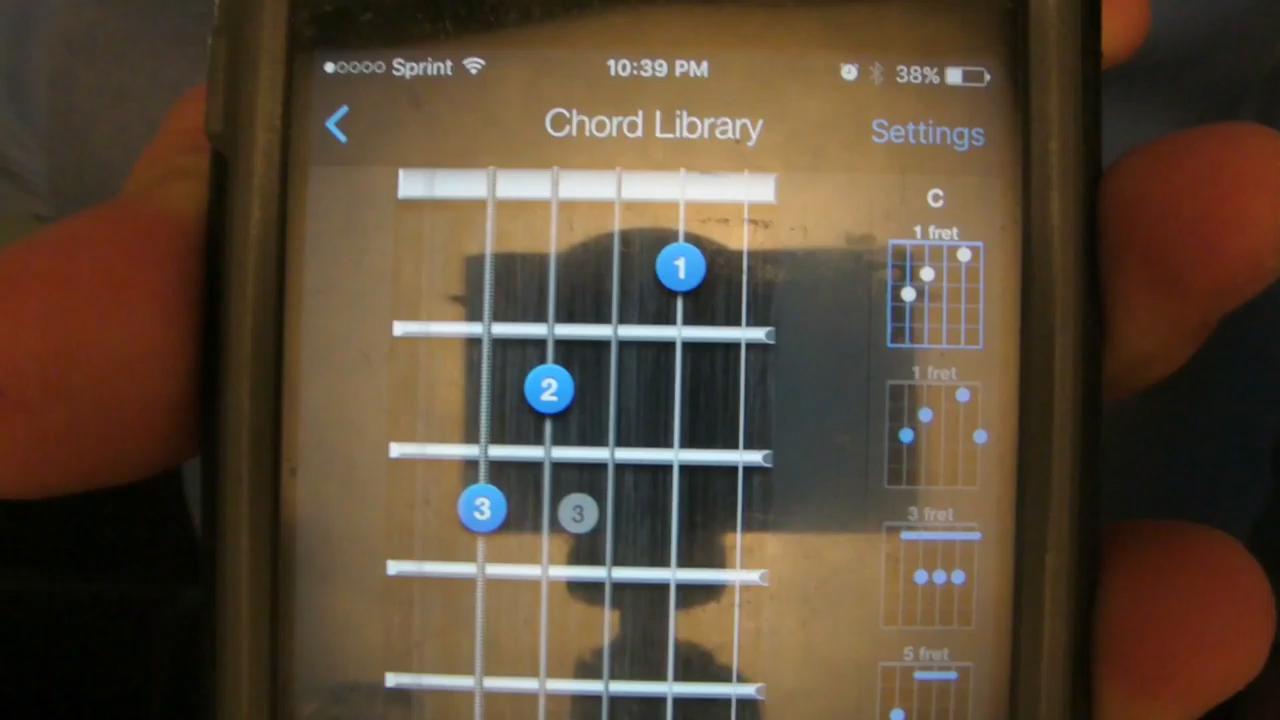 Sprint 10:39 PM 38%
Chord Library Settings
C
1 fret
1
1 fret
2
3 3
3 fret
5 fret